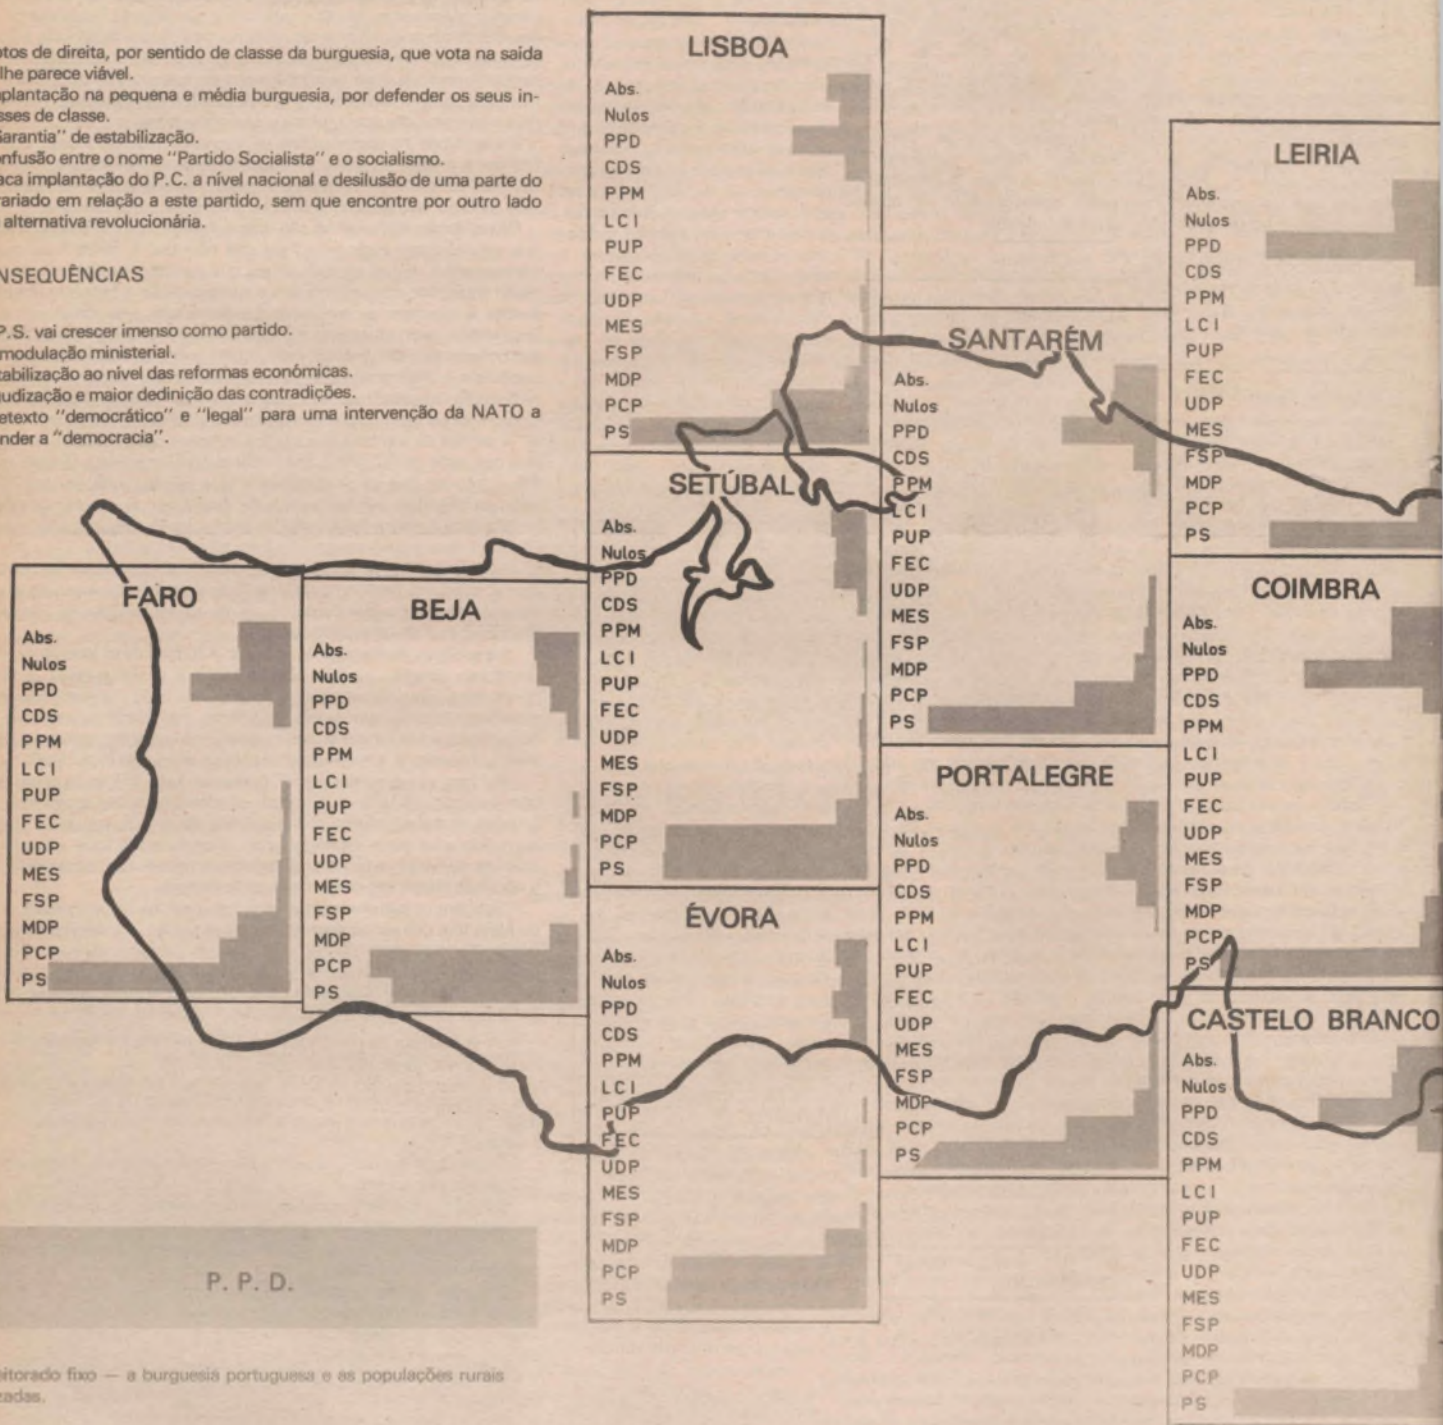 otos de direita, por sentido de classe da burguesia, que vota na saída
lhe parece viável.
plantação na pequena e média burguesia, por defender os seus in-
sses de classe.
Garantia" de estabilização.
nfusão entre o nome "Partido Socialista" e o socialismo.
aca implantação do P.C. a nível nacional e desilusão de uma parte do
ariado em relação a este partido, sem que encontre por outro lado
alternativa revolucionária.
NSEQUÊNCIAS
P.S. vai crescer imenso como partido.
modulação ministerial.
tabilização ao nível das reformas económicas.
udização e maior dedinição das contradições.
etexto "democrático" e "legal" para uma intervenção da NATO a
nder a "democracia".
LISBOA
Abs.
Nulos
PPD
CDS
PPM
LCI
PUP
FEC
UDP
MES
FSP
MDP
PCP
PS
LEIRIA
Abs.
Nulos
PPD
CDS
PPM
LCI
PUP
FEC
UDP
MES
FSP
MDP
PCP
PS
SANTARÉM
Abs.
Nulos
PPD
CDS
PPM
LCI
PUP
FEC
UDP
MES
FSP
MDP
PCP
PS
SETÚBAL
Abs.
Nulos
PPD
CDS
PPM
LCI
PUP
FEC
UDP
MES
FSP
MDP
PCP
PS
FARO
Abs.
Nulos
PPD
CDS
PPM
LCI
PUP
FEC
UDP
MES
FSP
MDP
PCP
PS
BEJA
Abs.
Nulos
PPD
CDS
PPM
LCI
PUP
FEC
UDP
MES
FSP
MDP
PCP
PS
COIMBRA
Abs.
Nulos
PPD
CDS
PPM
LCI
PUP
FEC
UDP
MES
FSP
MDP
PCP
PS
PORTALEGRE
Abs.
Nulos
PPD
CDS
PPM
LCI
PUP
FEC
UDP
MES
FSP
MDP
PCP
PS
ÉVORA
Abs.
Nulos
PPD
CDS
PPM
LCI
PUP
FEC
UDP
MES
FSP
MDP
PCP
PS
CASTELO BRANCO
Abs.
Nulos
PPD
CDS
PPM
LCI
PUP
FEC
UDP
MES
FSP
MDP
PCP
PS
P. P. D.
eitorado fixo — a burguesia portuguesa e as populações rurais
zadas.